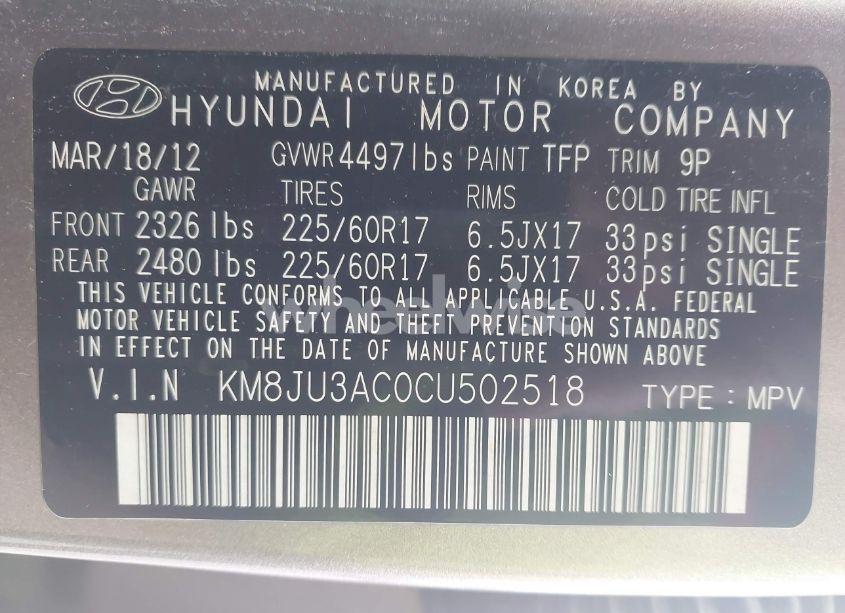 MANUFACTURED IN KOREA BY
HYUNDAI MOTOR COMPANY
MAR/18/12 GVWR 4497lbs PAINT TFP TRIM 9P
GAWR TIRES RIMS COLD TIRE INFL
FRONT 2326 lbs 225/60R17 6.5JX17 33psi SINGLE
REAR 2480 lbs 225/60R17 6.5JX17 33psi SINGLE
THIS VEHICLE CONFORMS TO ALL APPLICABLE U.S.A. FEDERAL
MOTOR VEHICLE SAFETY AND THEFT PREVENTION STANDARDS
IN EFFECT ON THE DATE OF MANUFACTURE SHOWN ABOVE
V.I.N KM8JU3AC0CU502518 TYPE : MPV
wheelwise